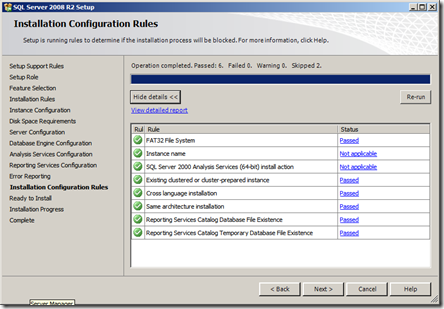 SQL Server 2008 R2 Setup
Installation Configuration Rules
Setup is running rules to determine if the installation process will be blocked. For more information, click Help.
Setup Support Rules
Setup Role
Feature Selection
Installation Rules
Instance Configuration
Disk Space Requirements
Server Configuration
Database Engine Configuration
Analysis Services Configuration
Reporting Services Configuration
Error Reporting
Installation Configuration Rules
Ready to Install
Installation Progress
Complete
Operation completed. Passed: 6. Failed 0. Warning 0. Skipped 2.
Hide details <<
Re-run
View detailed report
Rul Rule Status
FAT32 File System Passed
Instance name Not applicable
SQL Server 2000 Analysis Services (64-bit) install action Not applicable
Existing clustered or cluster-prepared instance Passed
Cross language installation Passed
Same architecture installation Passed
Reporting Services Catalog Database File Existence Passed
Reporting Services Catalog Temporary Database File Existence Passed
< Back Next > Cancel Help
Server Manager